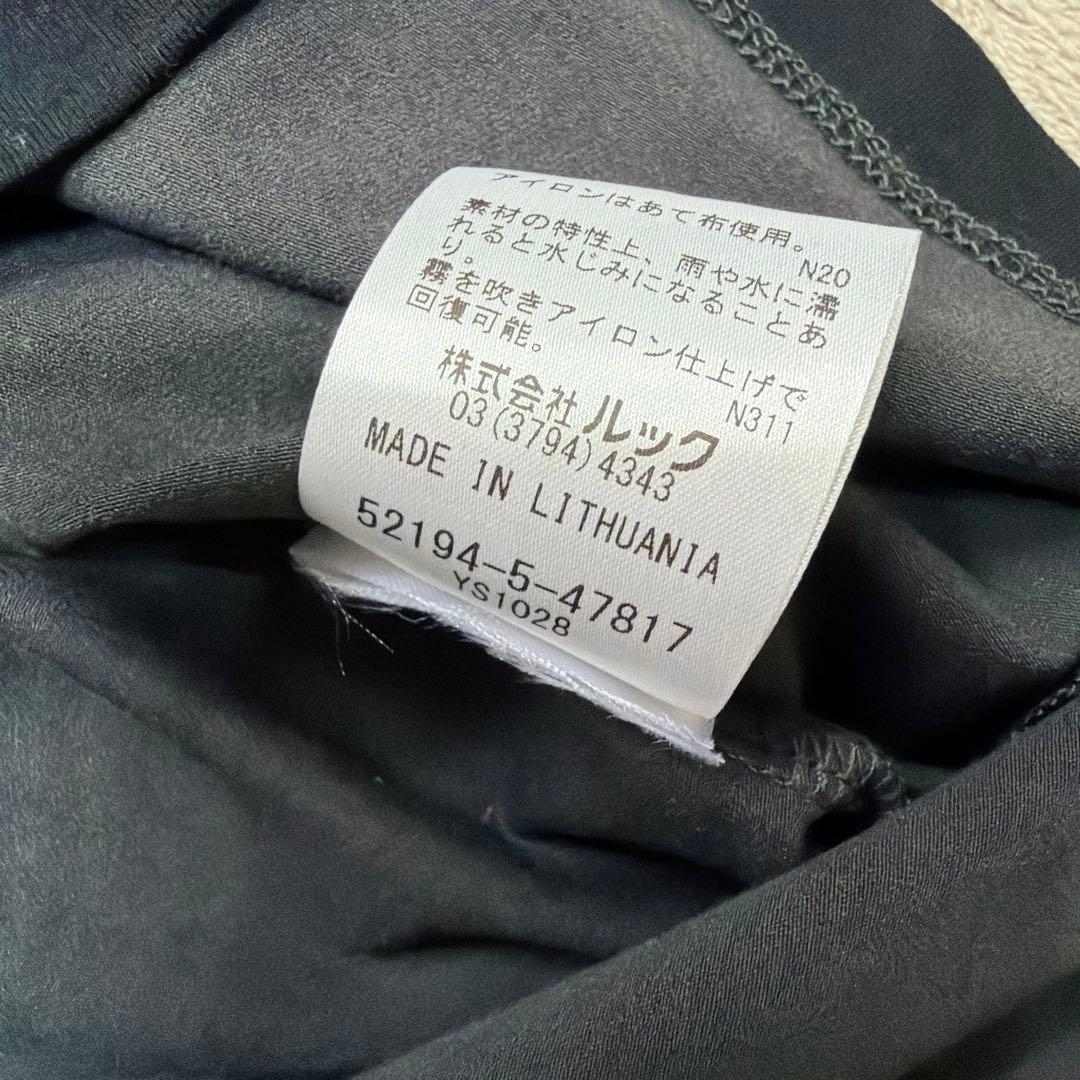 アイロンはあて布使用。
N20
素材の特性上、雨や水に濡
れると水じみになることあ
り。
霧を吹きアイロン仕上げで
回復可能。
N311
株式会社ルック
03(3794)4343
MADE IN LITHUANIA
52194-5-47817
YS1028